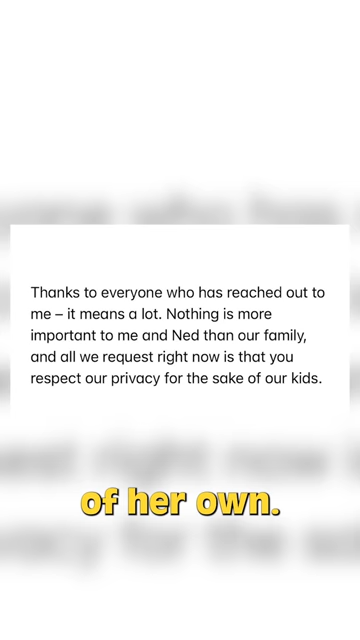 Thanks to everyone who has reached out to
me – it means a lot. Nothing is more
important to me and Ned than our family,
and all we request right now is that you
respect our privacy for the sake of our kids.
of her own.